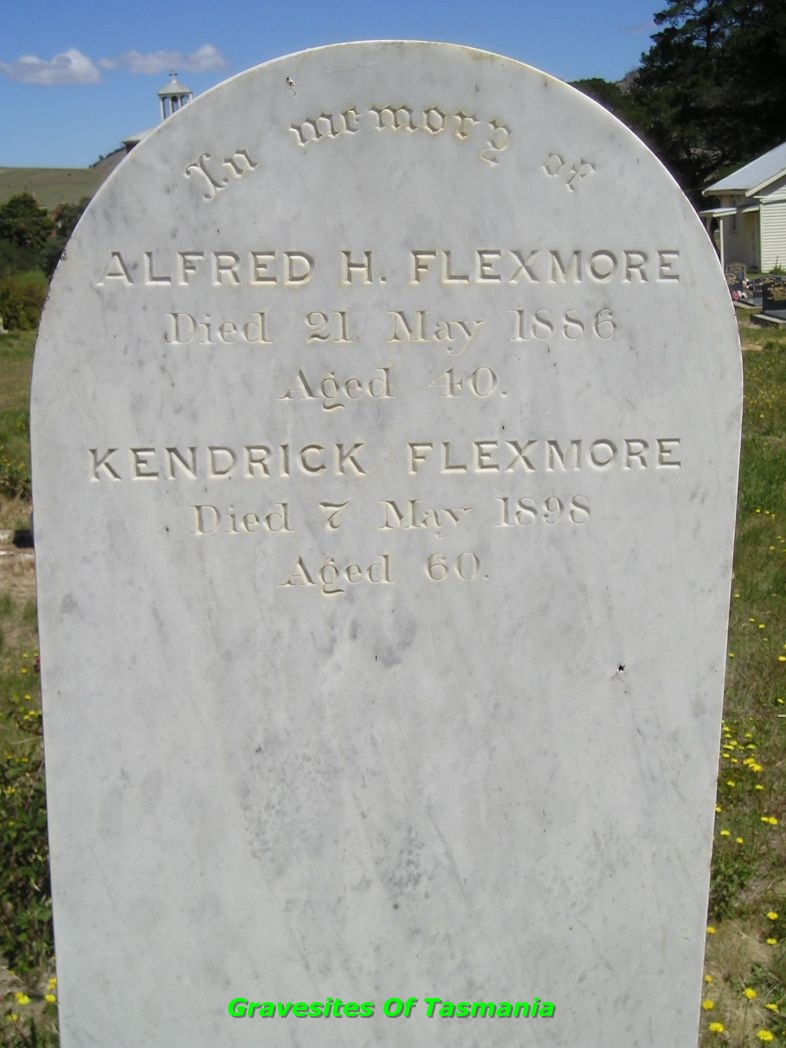 In memory of
ALFRED H. FLEXMORE
Died 21 May 1886
Aged 40.
KENDRICK FLEXMORE
Died 7 May 1898
Aged 60.
Gravesites Of Tasmania